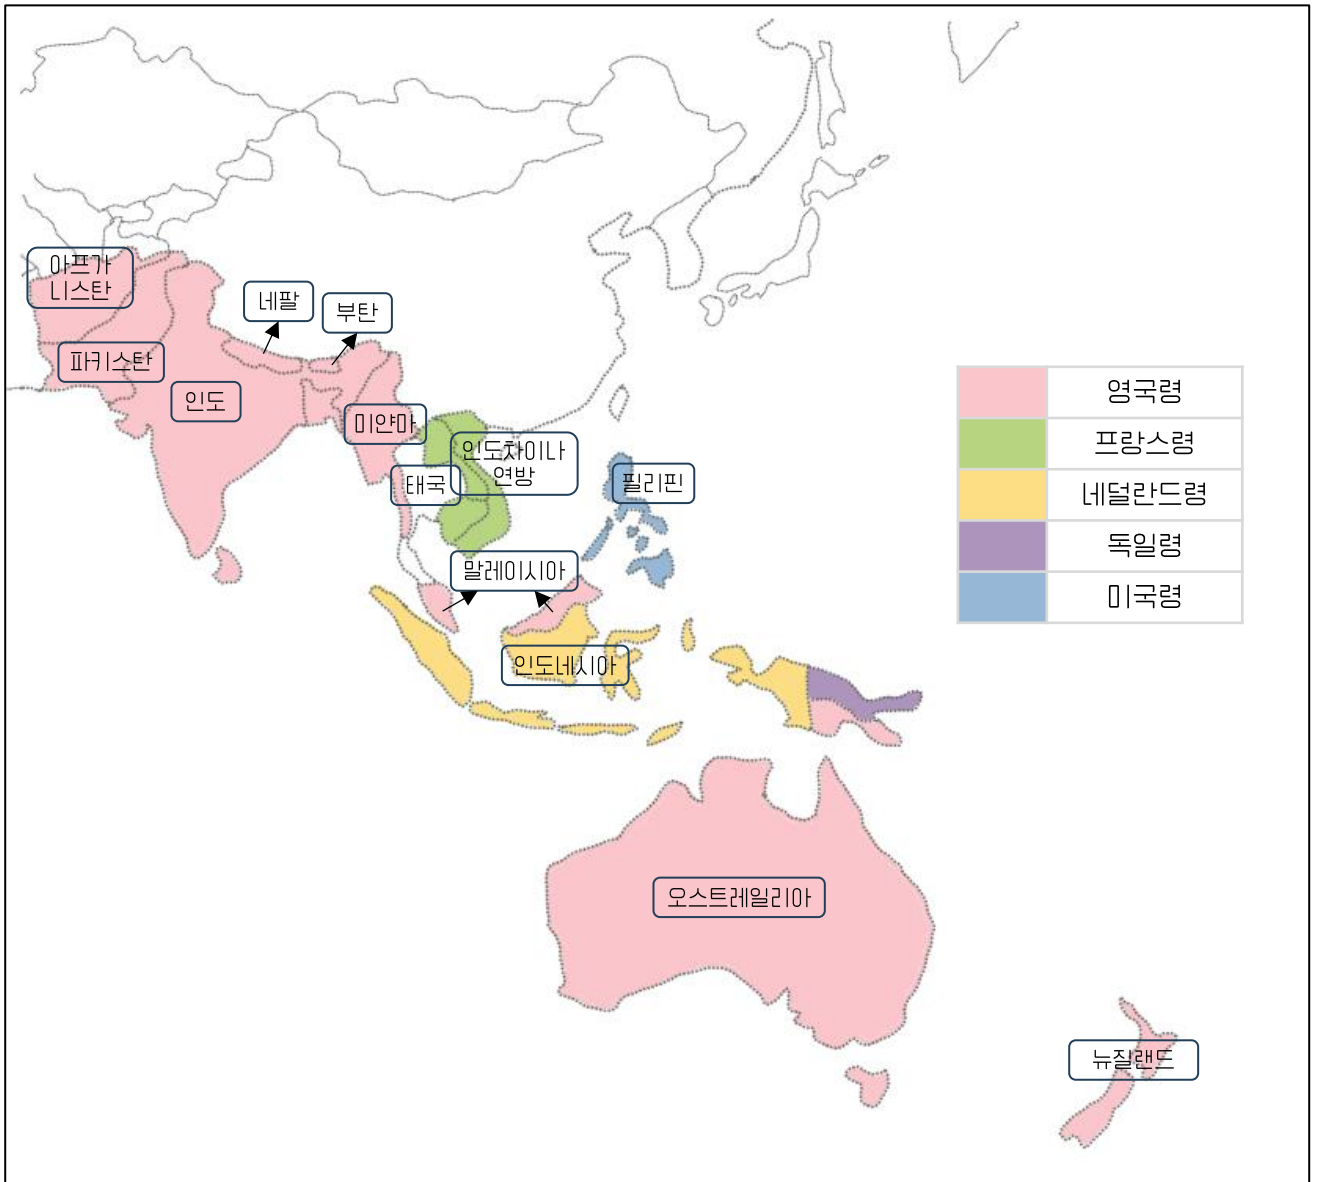 아프가
니스탄
네팔
부탄
파키스탄
인도
미얀마
인도차이나
연방
태국
필리핀
말레이시아
인도네시아
오스트레일리아
뉴질랜드
영국령
프랑스령
네덜란드령
독일령
미국령